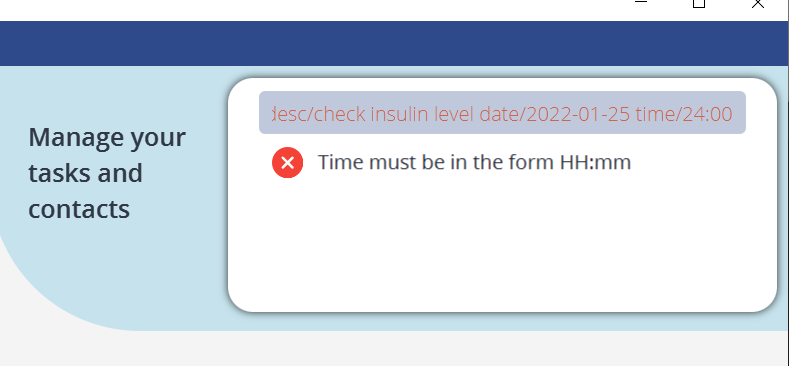 Manage your
tasks and
contacts
desc/check insulin level date/2022-01-25 time/24:00
Time must be in the form HH:mm